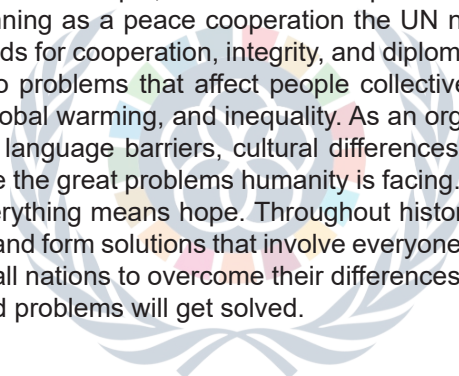 ning as a peace cooperation the UN n
ds for cooperation, integrity, and diplom
o problems that affect people collective
obal warming, and inequality. As an org
language barriers, cultural differences
e the great problems humanity is facing.
erything means hope. Throughout histor
and form solutions that involve everyone
all nations to overcome their differences
d problems will get solved.